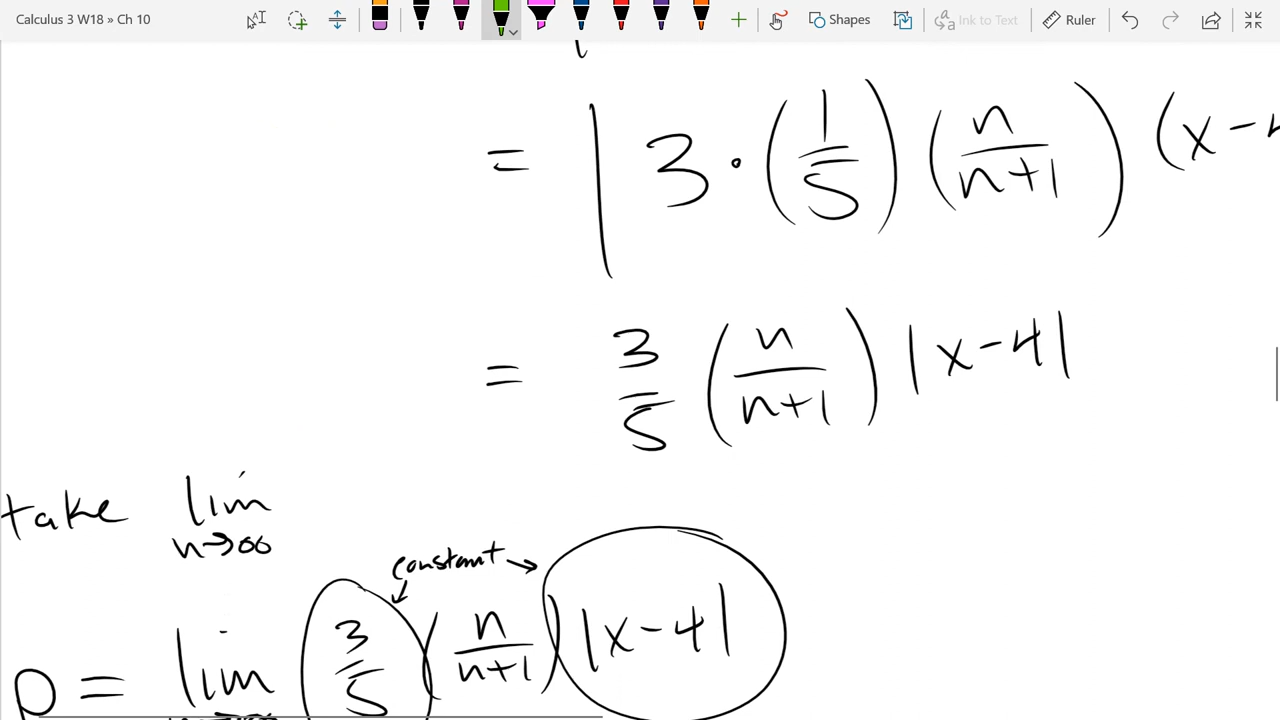 Calculus 3 W18 » Ch 10
Shapes
Ink to Text
Ruler
= | 3 · (1/5) (n/n+1) (x-
= 3/5 (n/n+1) |x-4|
take lim n→∞
constant
ρ = lim 3/5 (n/n+1) |x-4|